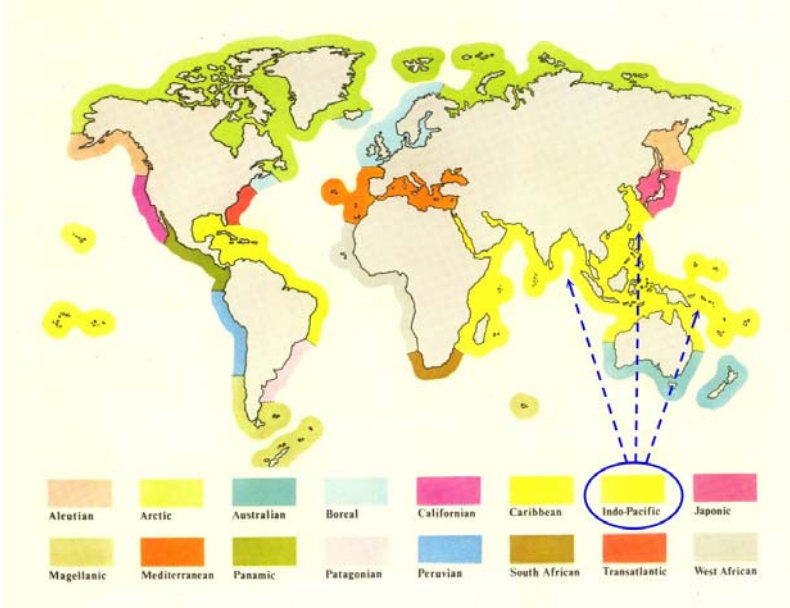 Aleutian Arctic Australian Boreal Californian Caribbean Indo-Pacific Japonic
Magellanic Mediterranean Panamic Patagonian Peruvian South African Transatlantic West African